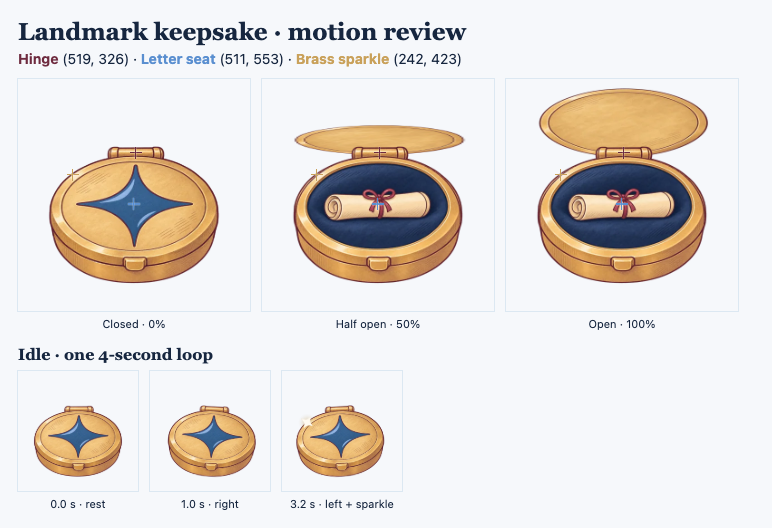 Landmark keepsake · motion review
Hinge (519, 326) · Letter seat (511, 553) · Brass sparkle (242, 423)
Closed · 0%
Half open · 50%
Open · 100%
Idle · one 4-second loop
0.0 s · rest
1.0 s · right
3.2 s · left + sparkle